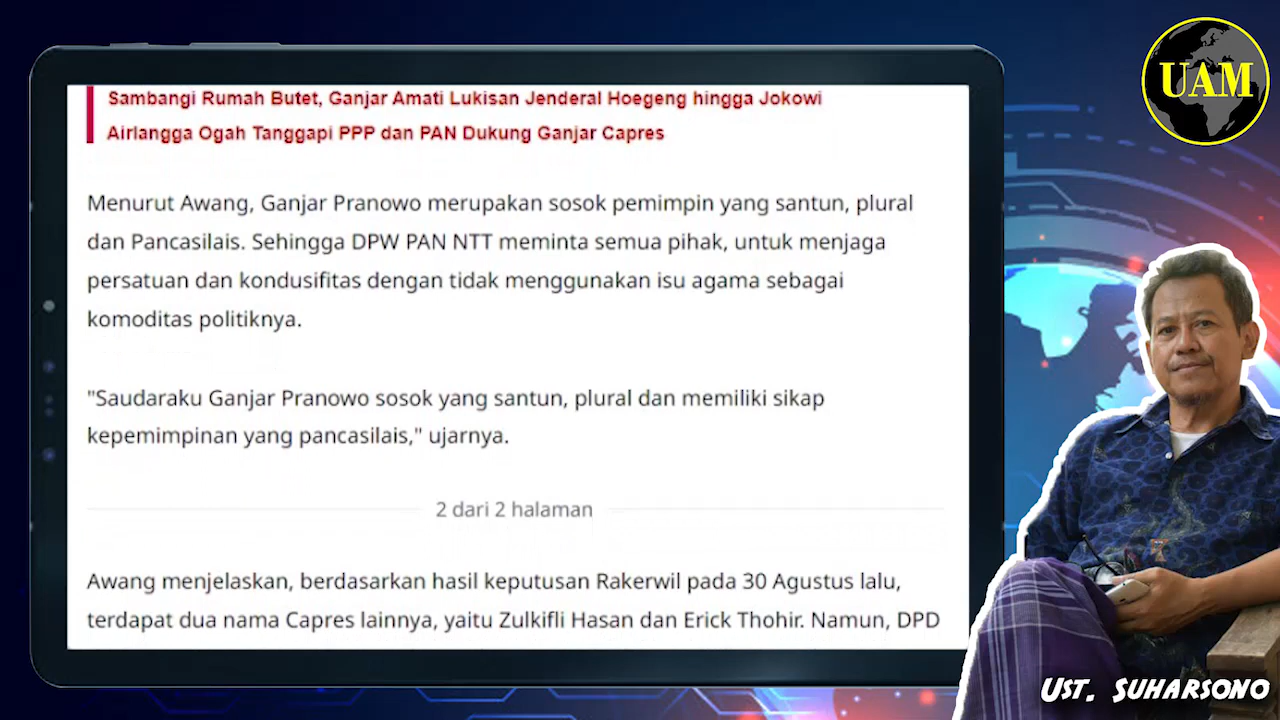 UAM
Sambangi Rumah Butet, Ganjar Amati Lukisan Jenderal Hoegeng hingga Jokowi
Airlangga Ogah Tanggapi PPP dan PAN Dukung Ganjar Capres
Menurut Awang, Ganjar Pranowo merupakan sosok pemimpin yang santun, plural
dan Pancasilais. Sehingga DPW PAN NTT meminta semua pihak, untuk menjaga
persatuan dan kondusifitas dengan tidak menggunakan isu agama sebagai
komoditas politiknya.
"Saudaraku Ganjar Pranowo sosok yang santun, plural dan memiliki sikap
kepemimpinan yang pancasilais," ujarnya.
2 dari 2 halaman
Awang menjelaskan, berdasarkan hasil keputusan Rakerwil pada 30 Agustus lalu,
terdapat dua nama Capres lainnya, yaitu Zulkifli Hasan dan Erick Thohir. Namun, DPD
Ust. Suharsono